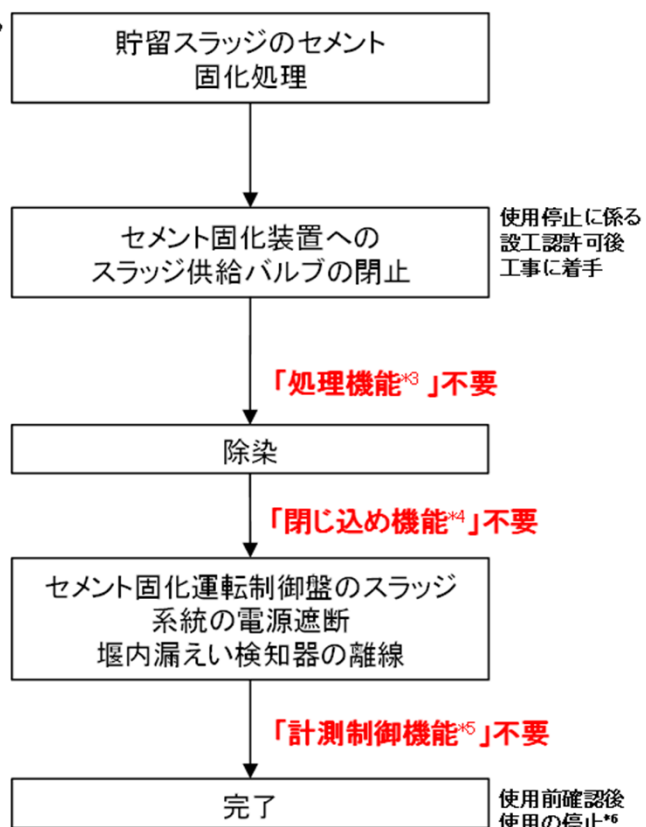 貯留スラッジのセメント
固化処理
セメント固化装置への
スラッジ供給バルブの閉止
使用停止に係る
設工認許可後
工事に着手
「処理機能*3 」不要
除染
「閉じ込め機能*4」不要
セメント固化運転制御盤のスラッジ
系統の電源遮断
堰内漏えい検知器の離線
「計測制御機能*5」不要
完了
使用前確認後
使用の停止*6